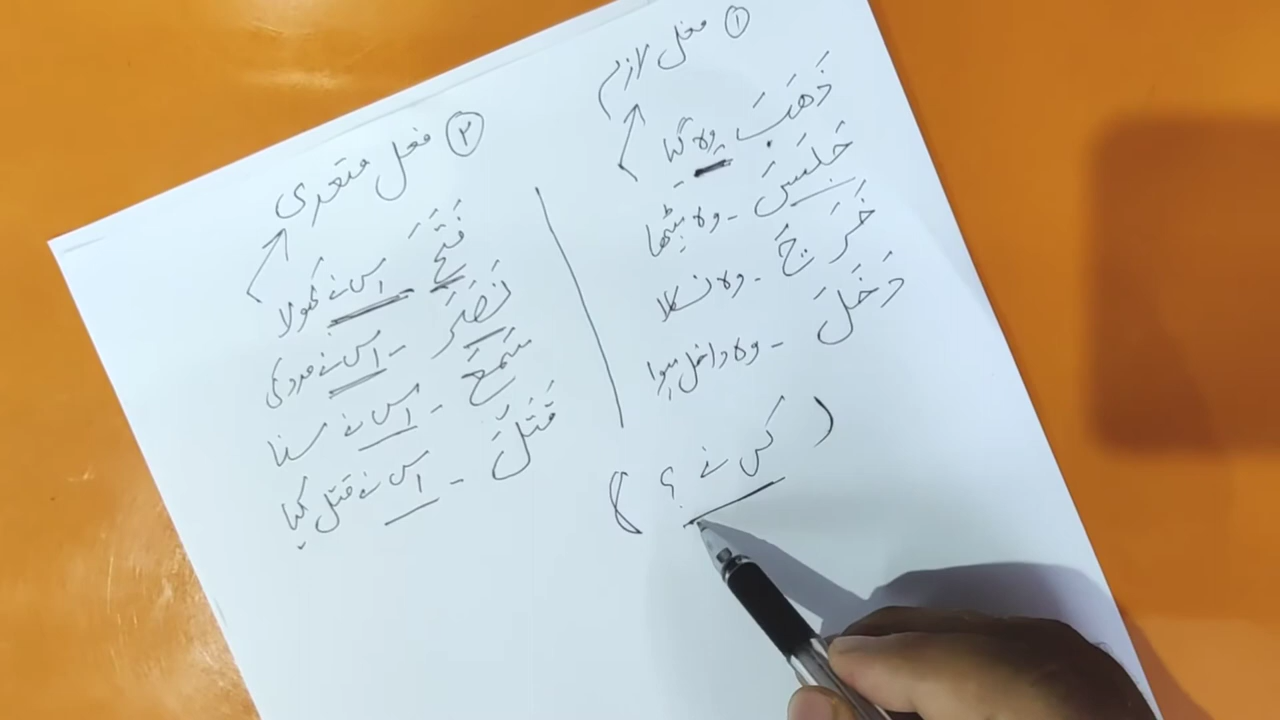 ① فعل لازم
ذَهَبَ وہ گیا
جَلَسَ - وہ بیٹھا
خَرَجَ - وہ نکلا
دَخَلَ - وہ داخل ہوا
( کس نے ؟ )
② فعل متعدی
فَتَحَ اس نے کھولا
نَصَرَ - اس نے مدد کی
سَمِعَ - اس نے سنا
قَتَلَ - اس نے قتل کیا